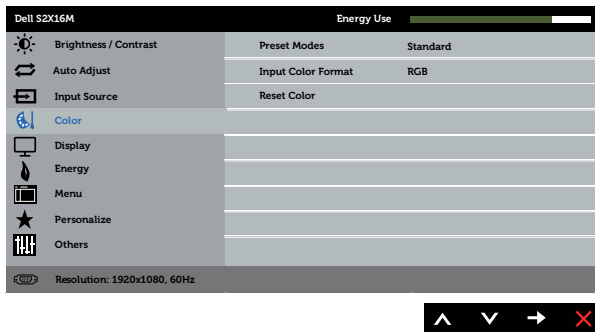 Dell S2X16M Energy Use
Brightness / Contrast Preset Modes Standard
Auto Adjust Input Color Format RGB
Input Source Reset Color
Color
Display
Energy
Menu
Personalize
Others
Resolution: 1920x1080, 60Hz